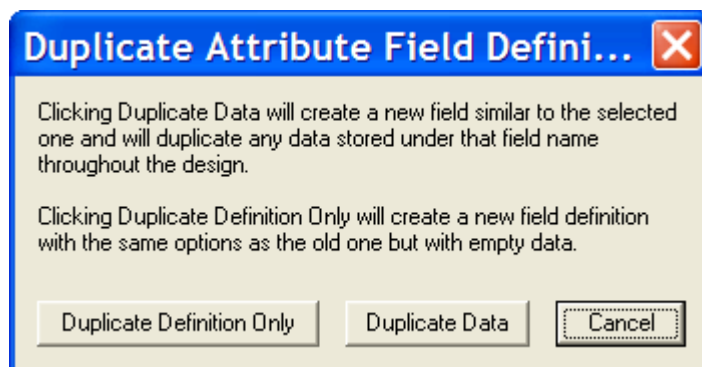 Duplicate Attribute Field Defini...
Clicking Duplicate Data will create a new field similar to the selected
one and will duplicate any data stored under that field name
throughout the design.
Clicking Duplicate Definition Only will create a new field definition
with the same options as the old one but with empty data.
Duplicate Definition Only
Duplicate Data
Cancel